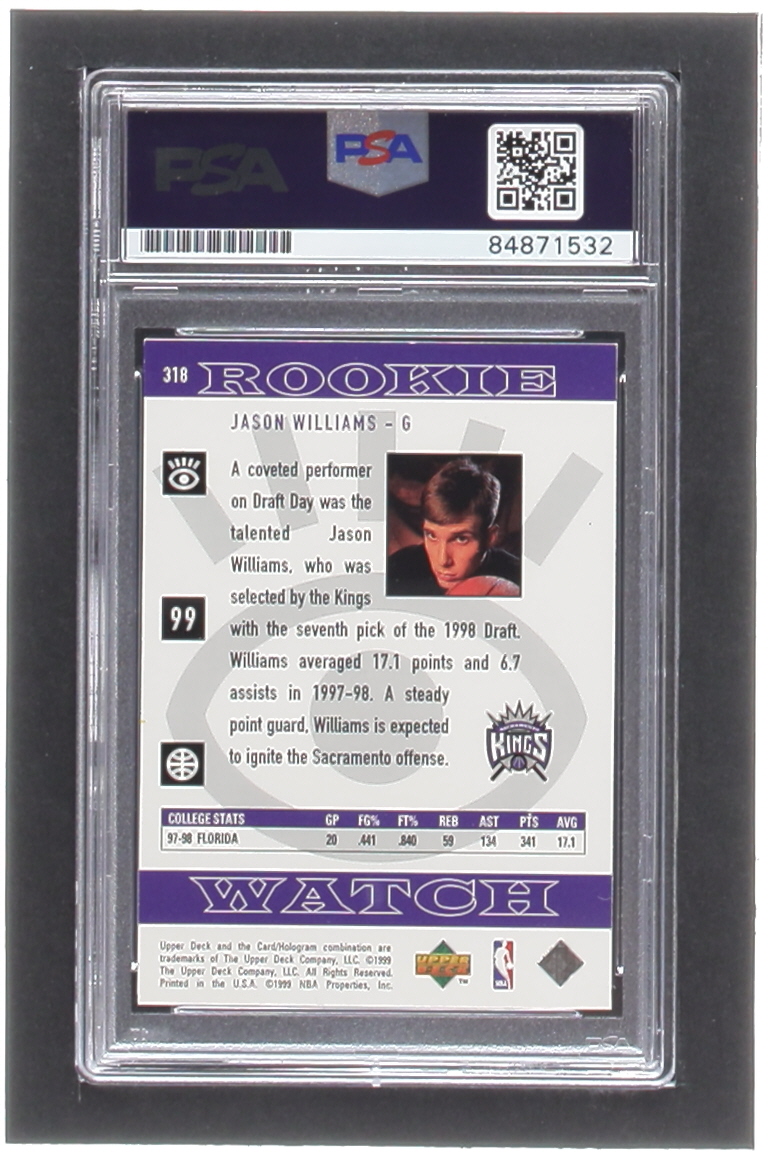 PSA
PSA
84871532
318 ROOKIE
JASON WILLIAMS - G
A coveted performer
on Draft Day was the
talented Jason
Williams, who was
selected by the Kings
99
with the seventh pick of the 1998 Draft.
Williams averaged 17.1 points and 6.7
assists in 1997-98. A steady
point guard, Williams is expected
to ignite the Sacramento offense.
KINGS
COLLEGE STATS GP FG% FT% REB AST PTS AVG
97-98 FLORIDA 20 .441 .840 59 134 341 17.1
WATCH
Upper Deck and the Card/Hologram combination are
trademarks of The Upper Deck Company, LLC. ©1999
The Upper Deck Company, LLC. All Rights Reserved.
Printed in the U.S.A. ©1999 NBA Properties, Inc.
UPPER
DECK
TM
NBA
PSA